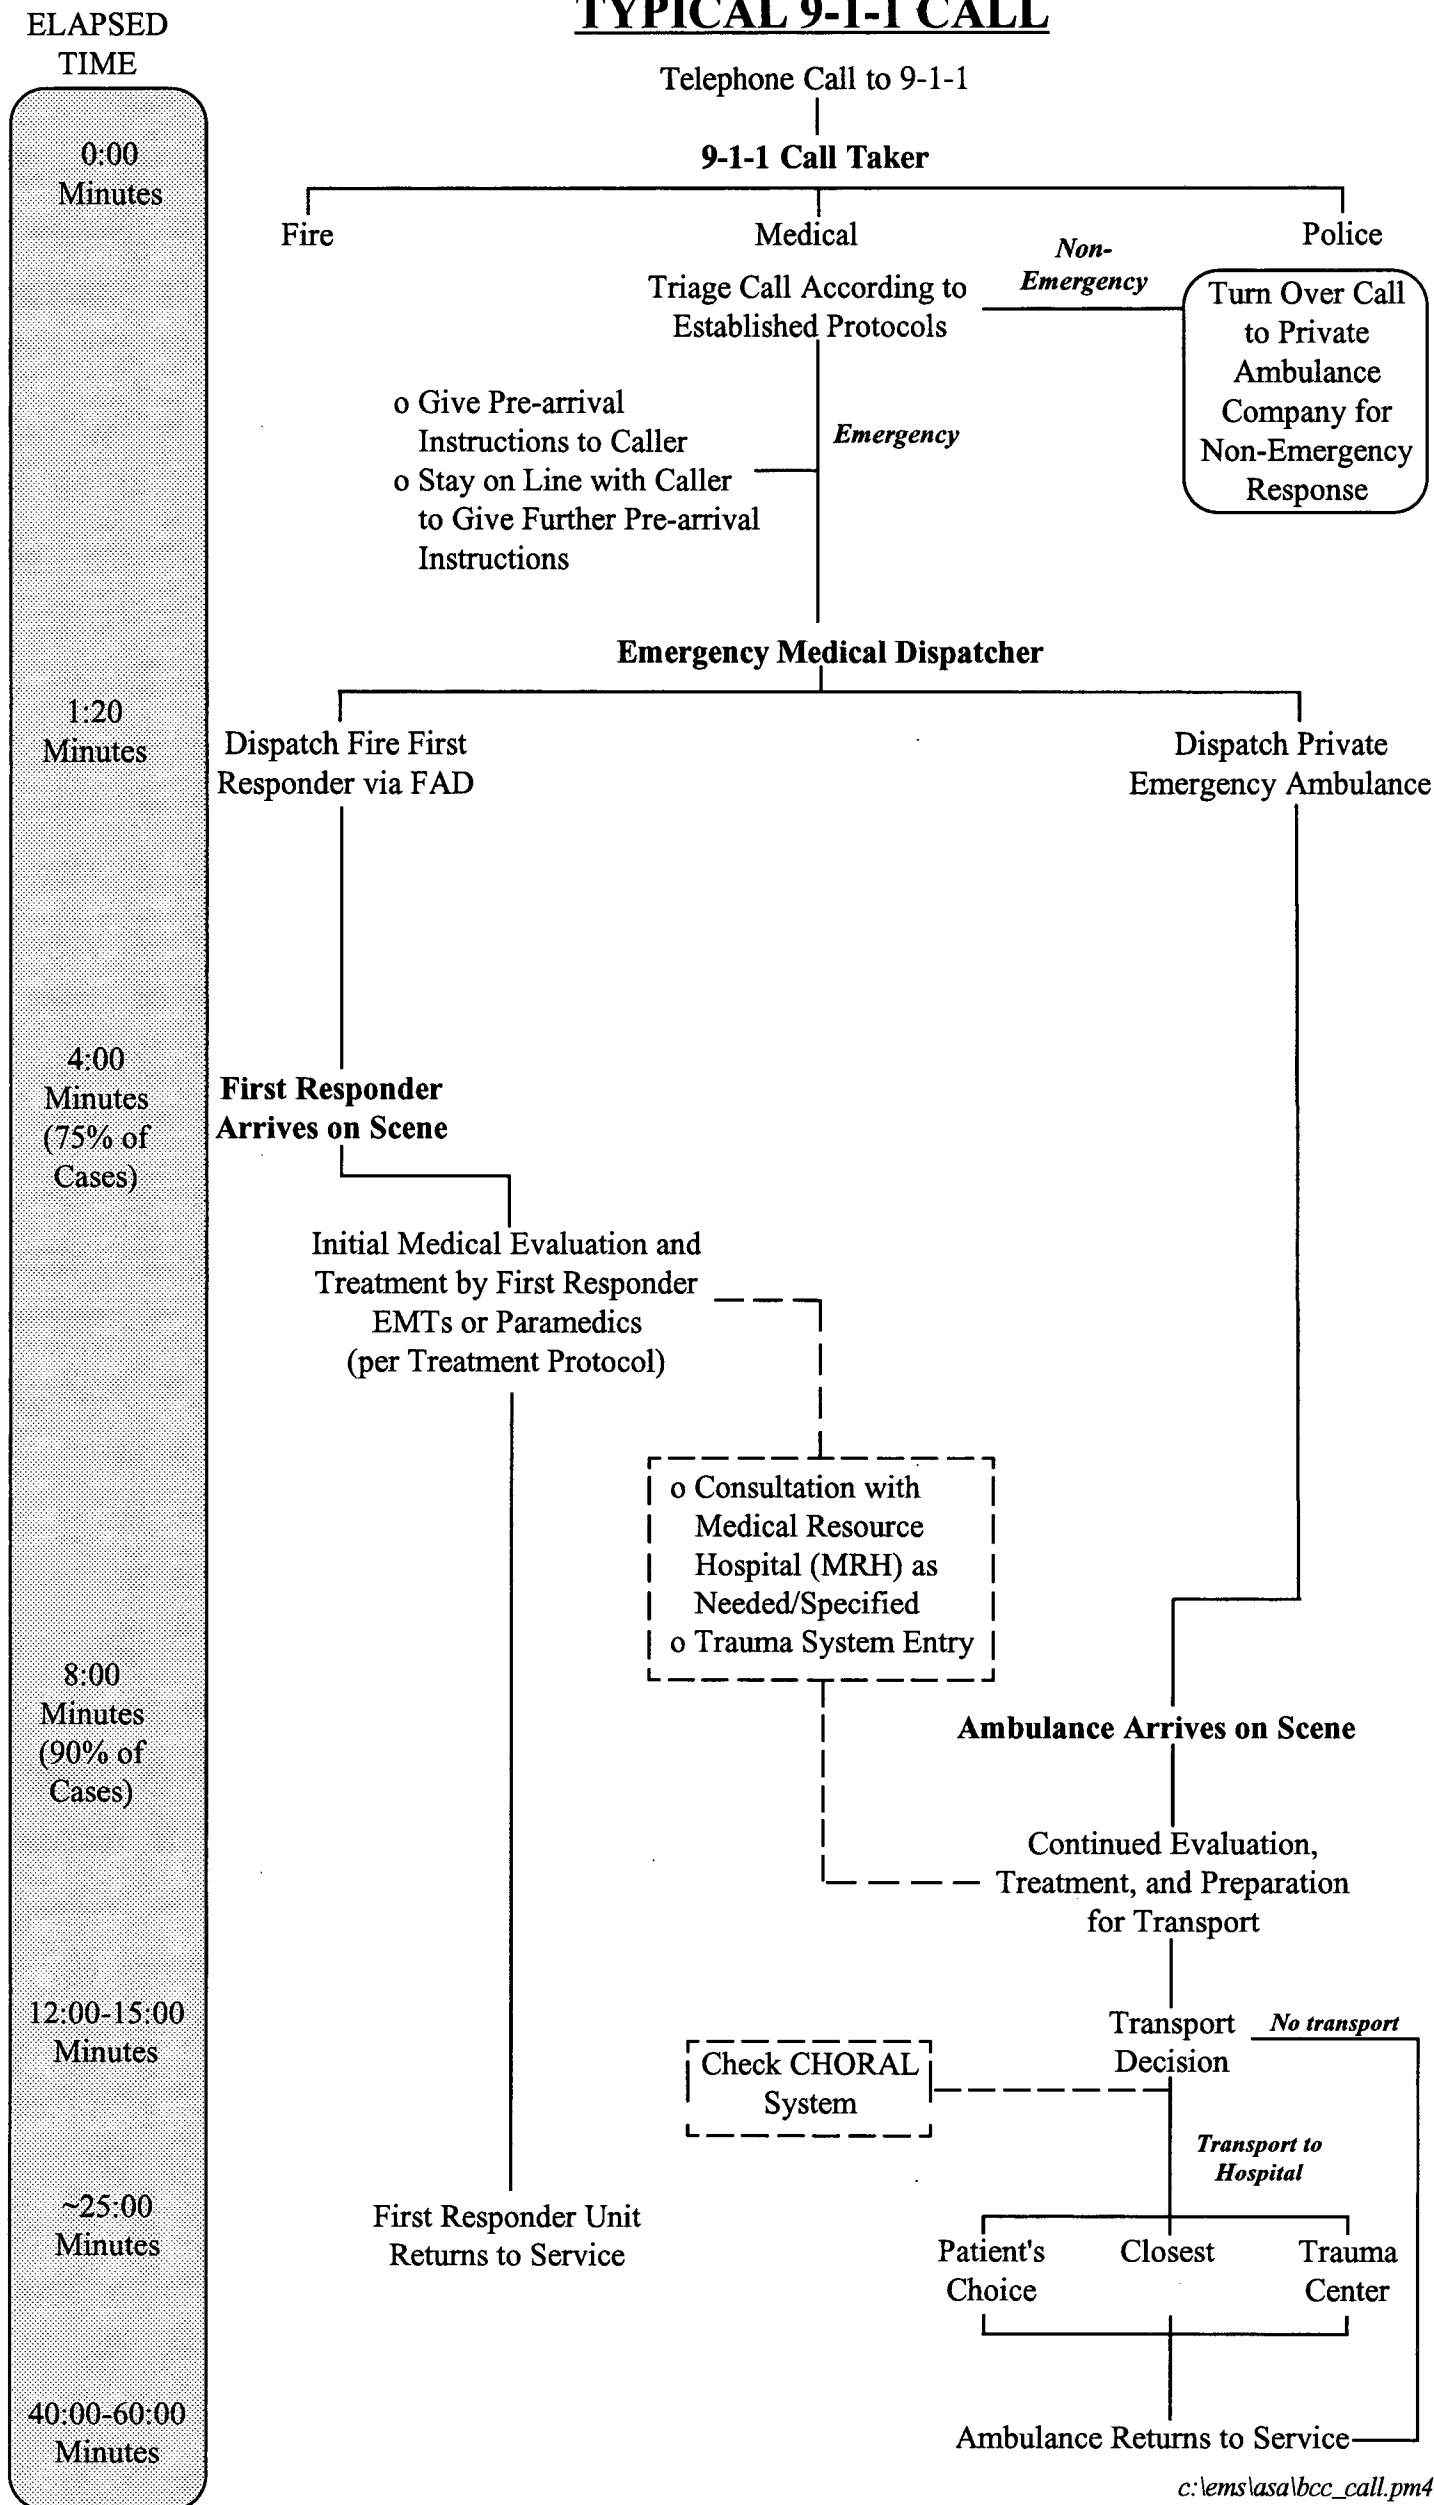 TYPICAL 9-1-1 CALL
ELAPSED
TIME
Telephone Call to 9-1-1
0:00
Minutes
9-1-1 Call Taker
Fire
Medical
Police
Triage Call According to
Established Protocols
Non-
Emergency
Turn Over Call
to Private
Ambulance
Company for
Non-Emergency
Response
o Give Pre-arrival
Instructions to Caller
o Stay on Line with Caller
to Give Further Pre-arrival
Instructions
Emergency
Emergency Medical Dispatcher
1:20
Minutes
Dispatch Fire First
Responder via FAD
Dispatch Private
Emergency Ambulance
4:00
Minutes
(75% of
Cases)
First Responder
Arrives on Scene
Initial Medical Evaluation and
Treatment by First Responder
EMTs or Paramedics
(per Treatment Protocol)
o Consultation with
Medical Resource
Hospital (MRH) as
Needed/Specified
o Trauma System Entry
8:00
Minutes
(90% of
Cases)
Ambulance Arrives on Scene
Continued Evaluation,
Treatment, and Preparation
for Transport
12:00-15:00
Minutes
Transport
Decision
No transport
Check CHORAL
System
Transport to
Hospital
~25:00
Minutes
First Responder Unit
Returns to Service
Patient's
Choice
Closest
Trauma
Center
40:00-60:00
Minutes
Ambulance Returns to Service
c:\ems\asa\bcc_call.pm4